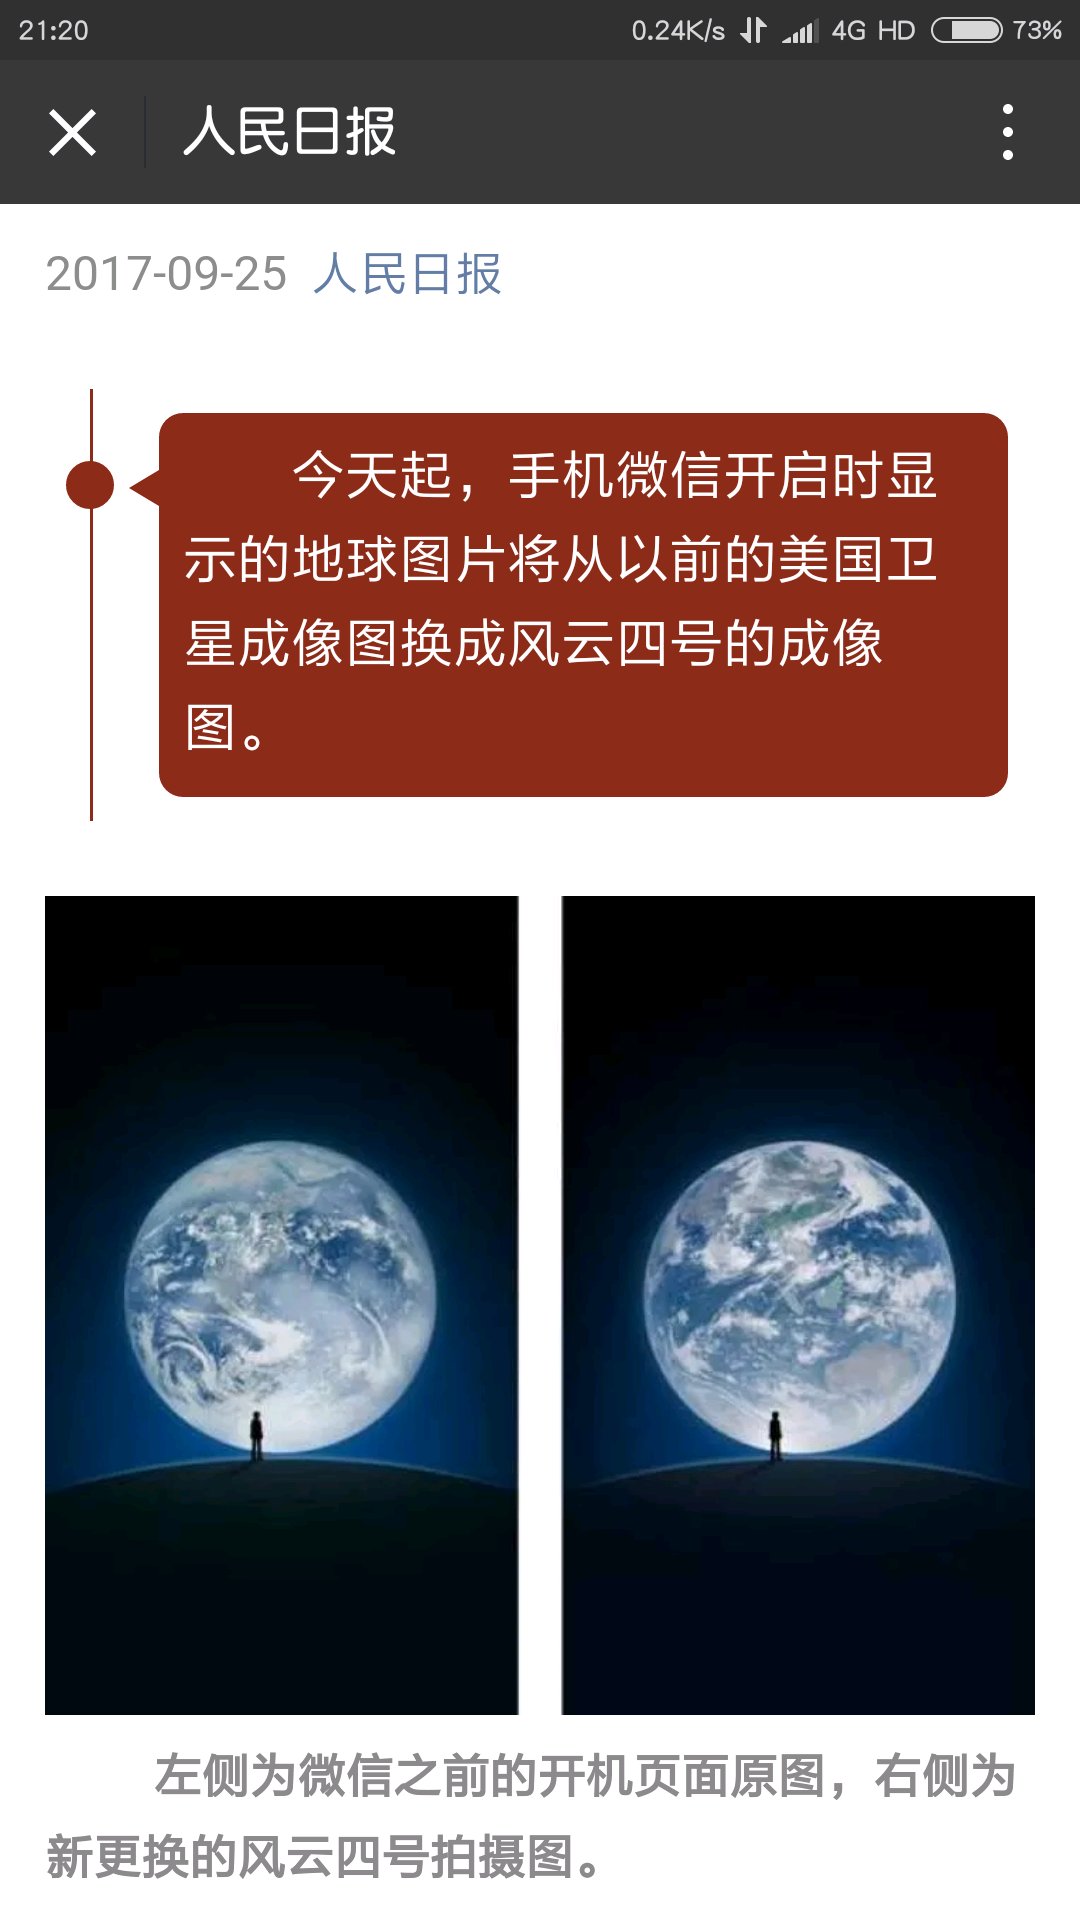 21:20 0.24K/s 4G HD 73%
人民日报
2017-09-25 人民日报
今天起，手机微信开启时显
示的地球图片将从以前的美国卫
星成像图换成风云四号的成像
图。
左侧为微信之前的开机页面原图，右侧为
新更换的风云四号拍摄图。